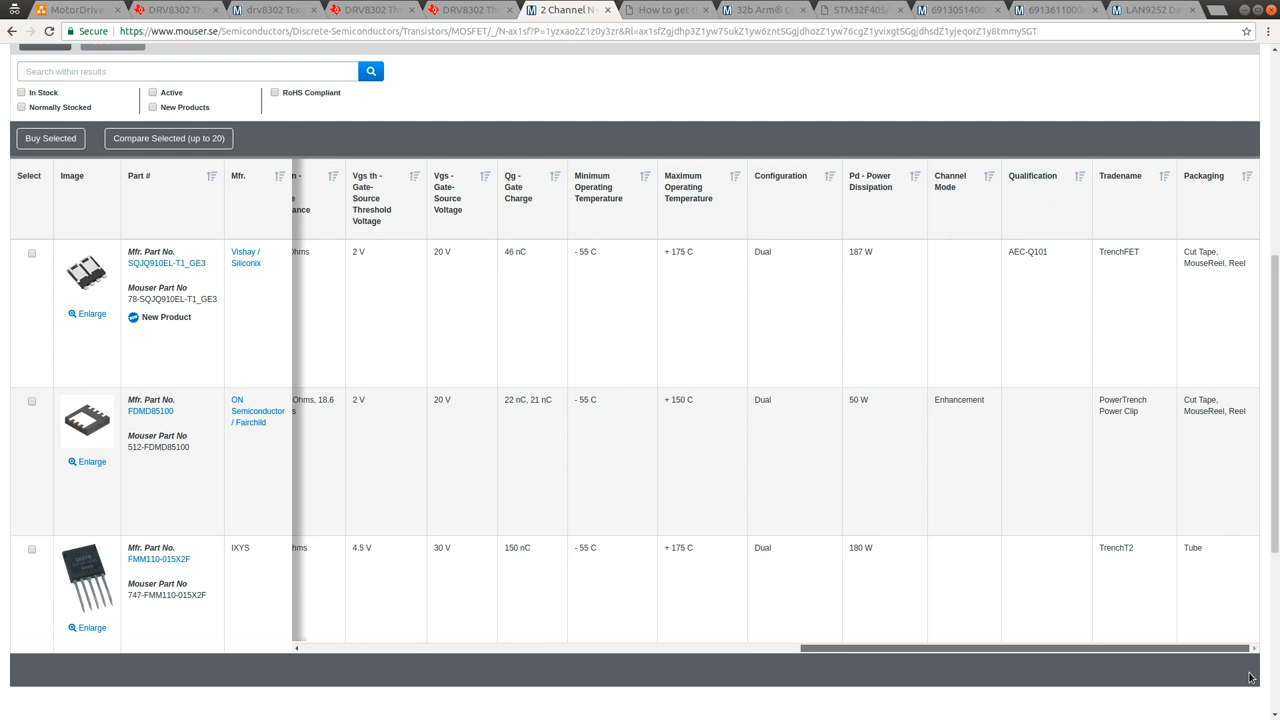 MotorDrive
DRV8302 Th
drv8302 Tex
DRV8302 Th
DRV8302 Th
2 Channel N
How to get
32b Arm® C
STM32F405/
6913051400
6913611000
LAN9252 Da
Secure https://www.mouser.se/Semiconductors/Discrete-Semiconductors/Transistors/MOSFET/_/N-ax1sf?P=1yzxao2Z1z0y3zr&Rl=ax1sfZgjdhp3Z1yw75ukZ1yw6zntSGgjdhozZ1yw76cgZ1yvixgtSGgjdhsdZ1yjeqorZ1y8tmmySGT
Search within results
In Stock
Active
RoHS Compliant
Normally Stocked
New Products
Buy Selected
Compare Selected (up to 20)
Select
Image
Part #
Mfr.
n -
e
ance
Vgs th -
Gate-
Source
Threshold
Voltage
Vgs -
Gate-
Source
Voltage
Qg -
Gate
Charge
Minimum
Operating
Temperature
Maximum
Operating
Temperature
Configuration
Pd - Power
Dissipation
Channel
Mode
Qualification
Tradename
Packaging
Mfr. Part No.
SQJQ910EL-T1_GE3
Mouser Part No
78-SQJQ910EL-T1_GE3
New Product
Enlarge
Vishay /
Siliconix
Ohms
2 V
20 V
46 nC
- 55 C
+ 175 C
Dual
187 W
AEC-Q101
TrenchFET
Cut Tape,
MouseReel, Reel
Mfr. Part No.
FDMD85100
Mouser Part No
512-FDMD85100
Enlarge
ON
Semiconductor
/ Fairchild
Ohms, 18.6
s
2 V
20 V
22 nC, 21 nC
- 55 C
+ 150 C
Dual
50 W
Enhancement
PowerTrench
Power Clip
Cut Tape,
MouseReel, Reel
Mfr. Part No.
FMM110-015X2F
Mouser Part No
747-FMM110-015X2F
Enlarge
IXYS
hms
4.5 V
30 V
150 nC
- 55 C
+ 175 C
Dual
180 W
TrenchT2
Tube